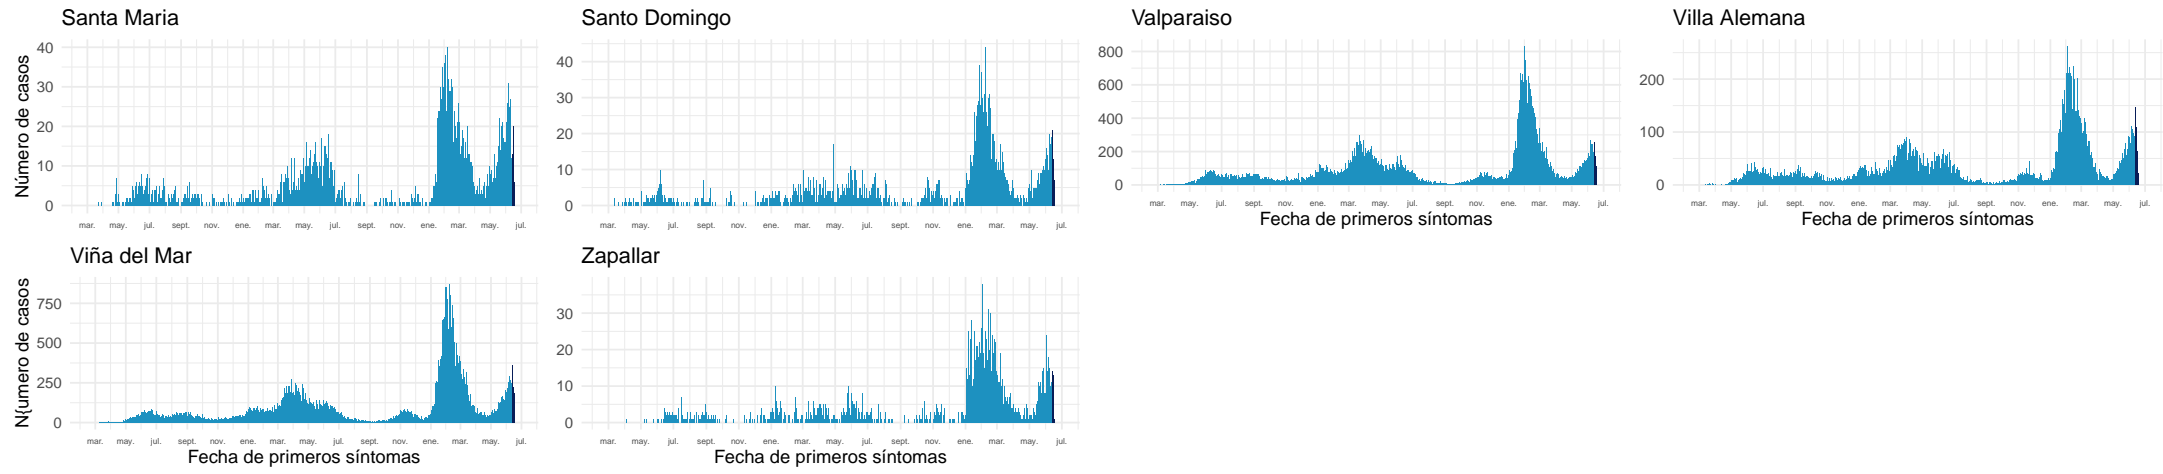 Santa Maria
Número de casos
40
30
20
10
0
mar. may. jul. sept. nov. ene. mar. may. jul. sept. nov. ene. mar. may. jul.
Santo Domingo
40
30
20
10
0
mar. may. jul. sept. nov. ene. mar. may. jul. sept. nov. ene. mar. may. jul.
Valparaiso
800
600
400
200
0
mar. may. jul. sept. nov. ene. mar. may. jul. sept. nov. ene. mar. may. jul.
Fecha de primeros síntomas
Villa Alemana
200
100
0
mar. may. jul. sept. nov. ene. mar. may. jul. sept. nov. ene. mar. may. jul.
Fecha de primeros síntomas
Viña del Mar
N{umero de casos
750
500
250
0
mar. may. jul. sept. nov. ene. mar. may. jul. sept. nov. ene. mar. may. jul.
Fecha de primeros síntomas
Zapallar
30
20
10
0
mar. may. jul. sept. nov. ene. mar. may. jul. sept. nov. ene. mar. may. jul.
Fecha de primeros síntomas